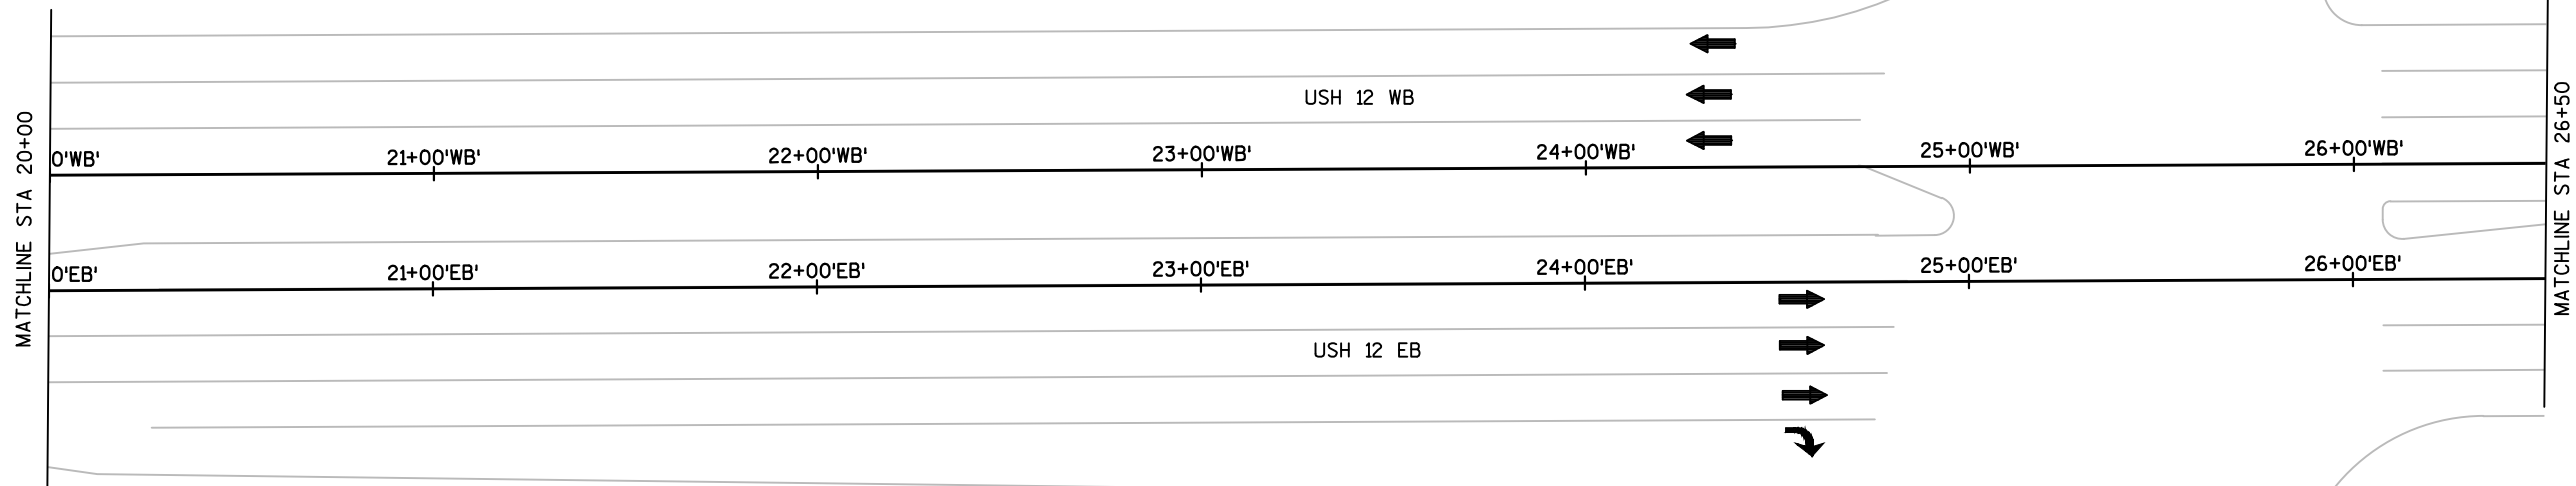 MATCHLINE STA 20+00
USH 12 WB
0'WB'
21+00'WB'
22+00'WB'
23+00'WB'
24+00'WB'
25+00'WB'
26+00'WB'
0'EB'
21+00'EB'
22+00'EB'
23+00'EB'
24+00'EB'
25+00'EB'
26+00'EB'
USH 12 EB
MATCHLINE STA 26+50